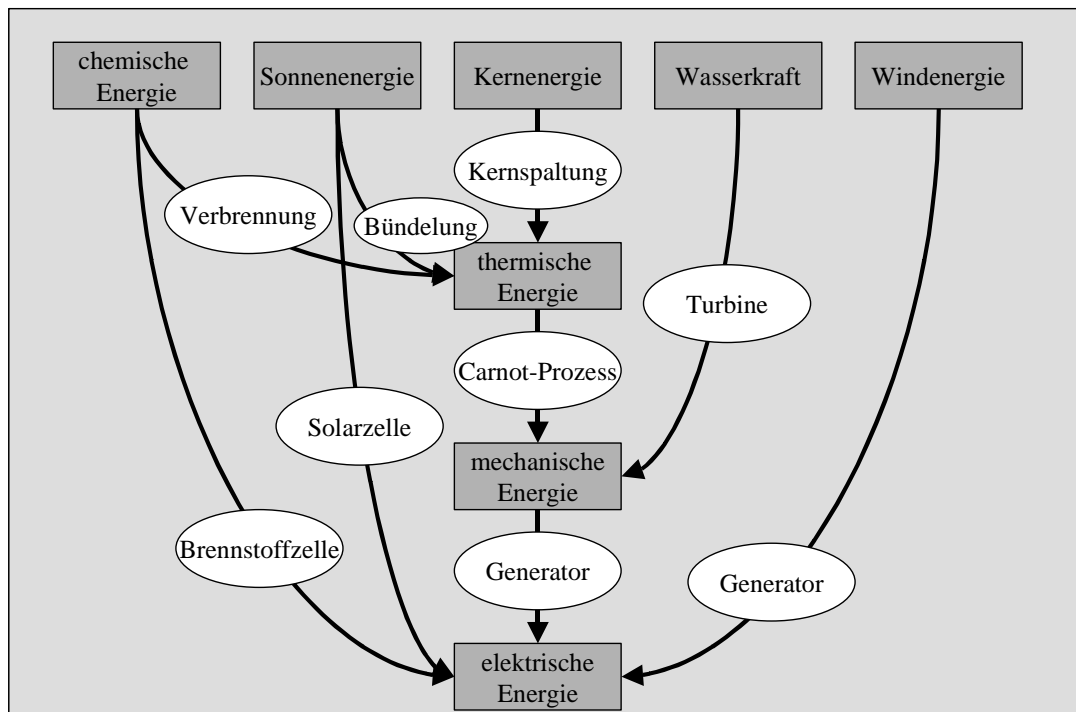 chemische
Energie
Sonnenenergie
Kernenergie
Wasserkraft
Windenergie
Kernspaltung
Verbrennung
Bündelung
thermische
Energie
Turbine
Carnot-Prozess
Solarzelle
mechanische
Energie
Brennstoffzelle
Generator
Generator
elektrische
Energie